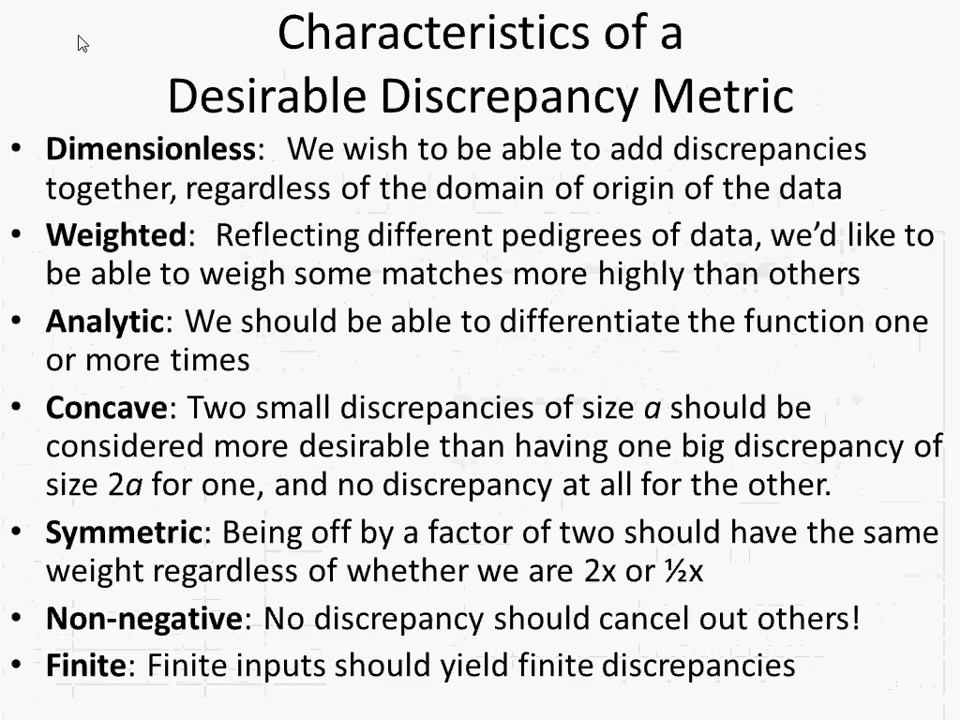 Characteristics of a
Desirable Discrepancy Metric
• Dimensionless: We wish to be able to add discrepancies
together, regardless of the domain of origin of the data
• Weighted: Reflecting different pedigrees of data, we’d like to
be able to weigh some matches more highly than others
• Analytic: We should be able to differentiate the function one
or more times
• Concave: Two small discrepancies of size a should be
considered more desirable than having one big discrepancy of
size 2a for one, and no discrepancy at all for the other.
• Symmetric: Being off by a factor of two should have the same
weight regardless of whether we are 2x or ½x
• Non-negative: No discrepancy should cancel out others!
• Finite: Finite inputs should yield finite discrepancies